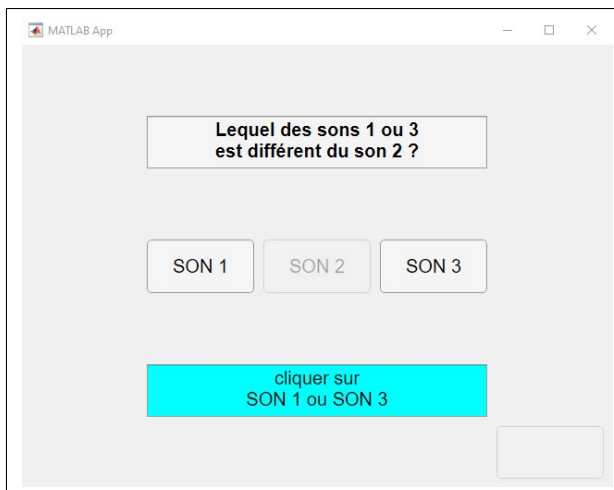 MATLAB App
Lequel des sons 1 ou 3
est différent du son 2 ?
SON 1 SON 2 SON 3
cliquer sur
SON 1 ou SON 3